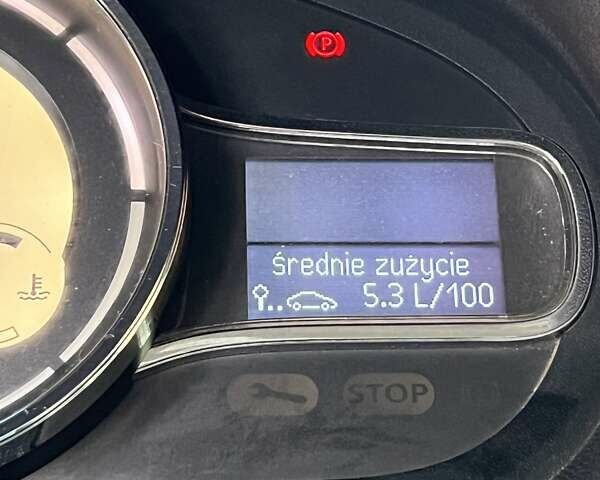 P
Średnie zużycie
5.3 L/100
STOP